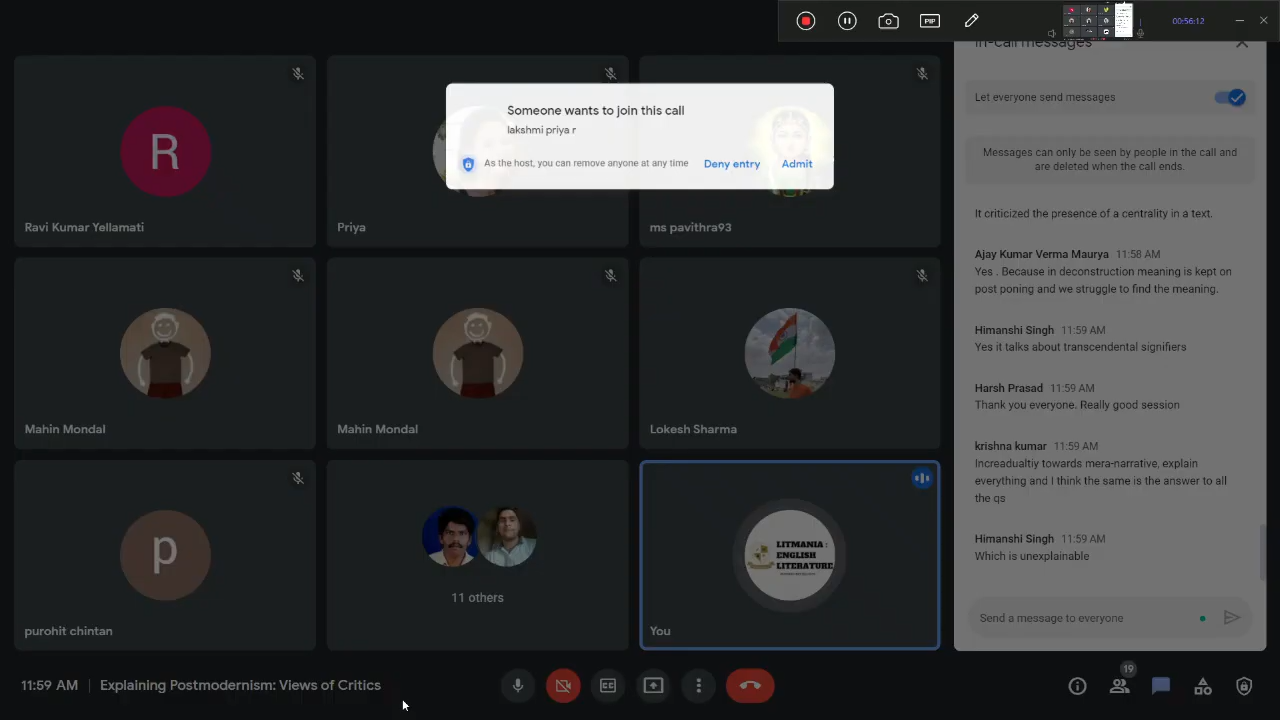 PIP
00:56:12
In-call messages
Someone wants to join this call
lakshmi priya r
As the host, you can remove anyone at any time
Deny entry
Admit
R
Ravi Kumar Yellamati
Priya
ms pavithra93
Mahin Mondal
Mahin Mondal
Lokesh Sharma
p
purohit chintan
11 others
LITMANIA :
ENGLISH
LITERATURE
You
Let everyone send messages
Messages can only be seen by people in the call and
are deleted when the call ends.
It criticized the presence of a centrality in a text.
Ajay Kumar Verma Maurya 11:58 AM
Yes . Because in deconstruction meaning is kept on
post poning and we struggle to find the meaning.
Himanshi Singh 11:59 AM
Yes it talks about transcendental signifiers
Harsh Prasad 11:59 AM
Thank you everyone. Really good session
krishna kumar 11:59 AM
Increadualtiy towards mera-narrative, explain
everything and I think the same is the answer to all
the qs
Himanshi Singh 11:59 AM
Which is unexplainable
Send a message to everyone
11:59 AM | Explaining Postmodernism: Views of Critics
CC
19